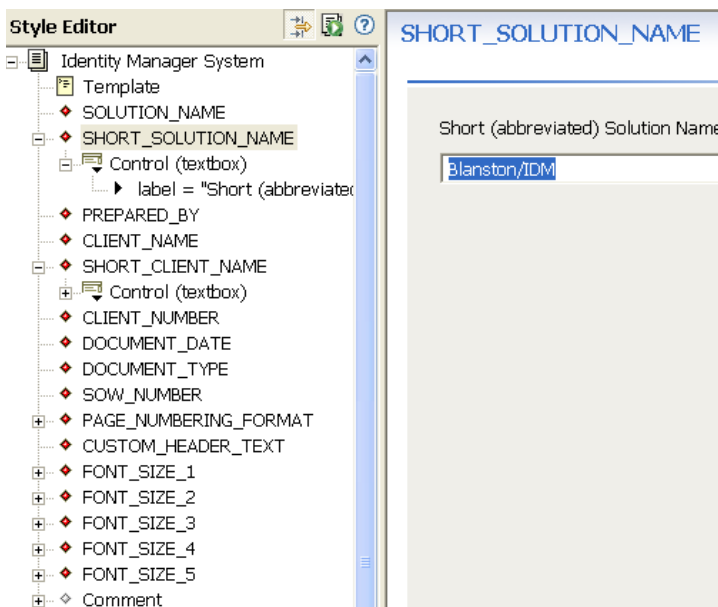 Style Editor
Identity Manager System
Template
SOLUTION_NAME
SHORT_SOLUTION_NAME
Control (textbox)
label = "Short (abbreviated
PREPARED_BY
CLIENT_NAME
SHORT_CLIENT_NAME
Control (textbox)
CLIENT_NUMBER
DOCUMENT_DATE
DOCUMENT_TYPE
SOW_NUMBER
PAGE_NUMBERING_FORMAT
CUSTOM_HEADER_TEXT
FONT_SIZE_1
FONT_SIZE_2
FONT_SIZE_3
FONT_SIZE_4
FONT_SIZE_5
Comment
SHORT_SOLUTION_NAME
Short (abbreviated) Solution Name
Blanston/IDM